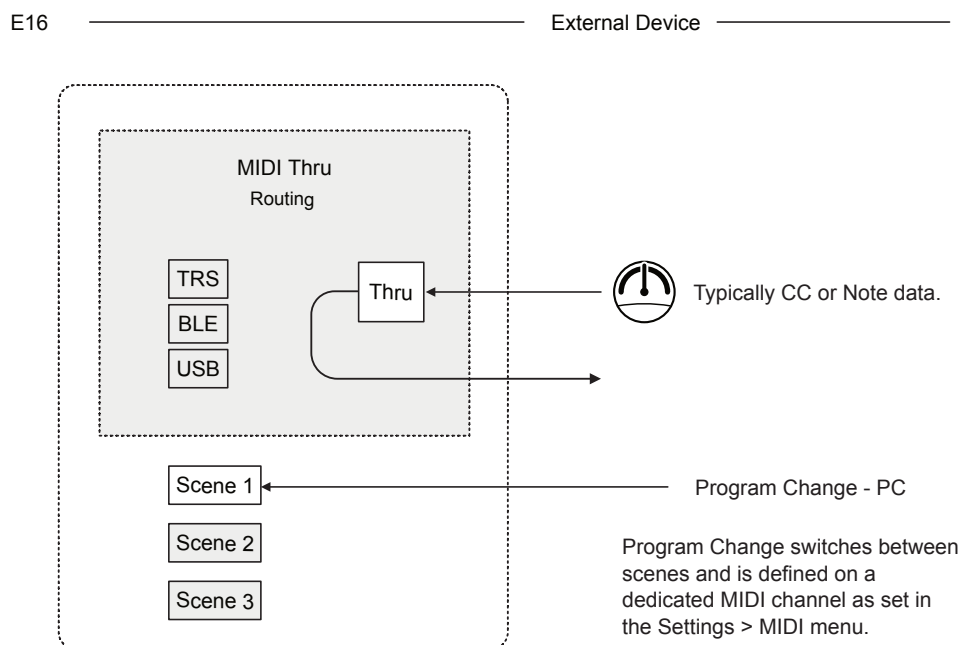 E16
External Device
MIDI Thru
Routing
TRS
BLE
USB
Thru
Typically CC or Note data.
Scene 1
Program Change - PC
Scene 2
Scene 3
Program Change switches between
scenes and is defined on a
dedicated MIDI channel as set in
the Settings > MIDI menu.